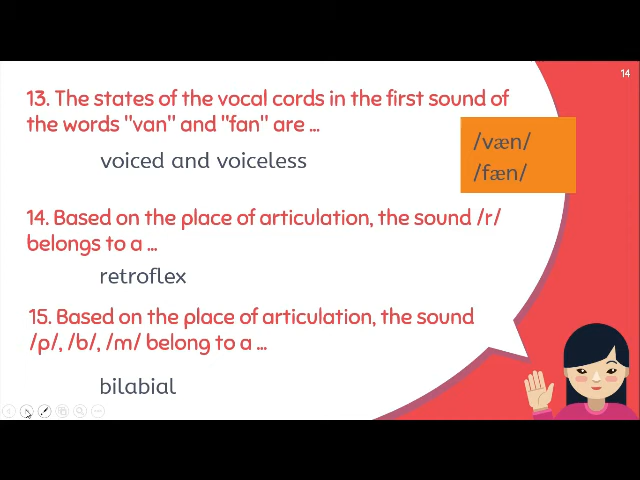 14
13. The states of the vocal cords in the first sound of
the words "van" and "fan" are ...
/væn/
/fæn/
voiced and voiceless
14. Based on the place of articulation, the sound /r/
belongs to a ...
retroflex
15. Based on the place of articulation, the sound
/p/, /b/, /m/ belong to a ...
bilabial